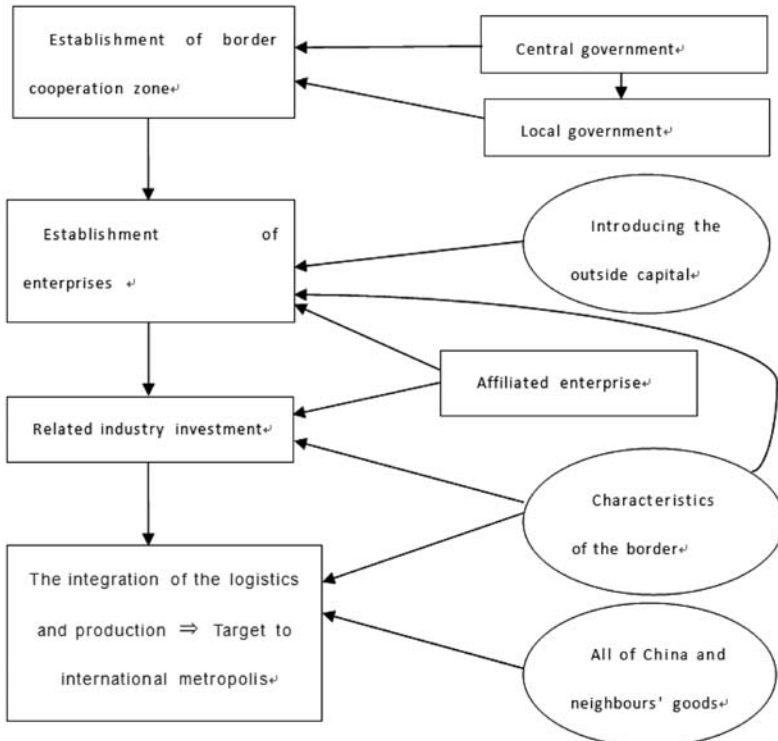 Establishment of border
cooperation zone↵
Central government↵
Local government↵
Establishment of
enterprises ↵
Introducing the
outside capital↵
Affiliated enterprise↵
Related industry investment↵
Characteristics
of the border↵
The integration of the logistics
and production ⇒ Target to
international metropolis↵
All of China and
neighbours' goods↵